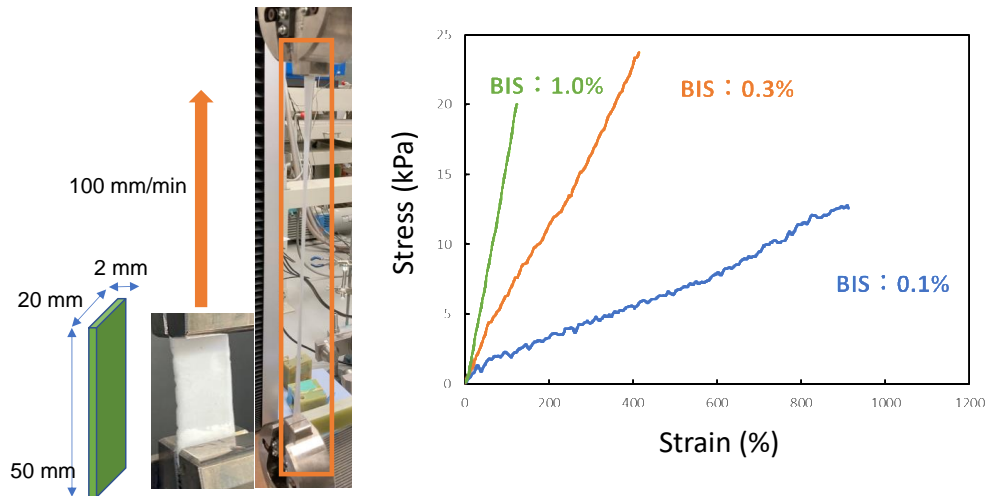 100 mm/min
2 mm
20 mm
50 mm
Stress (kPa)
25
20
15
10
5
0
BIS：1.0%
BIS：0.3%
BIS：0.1%
0 200 400 600 800 1000 1200
Strain (%)